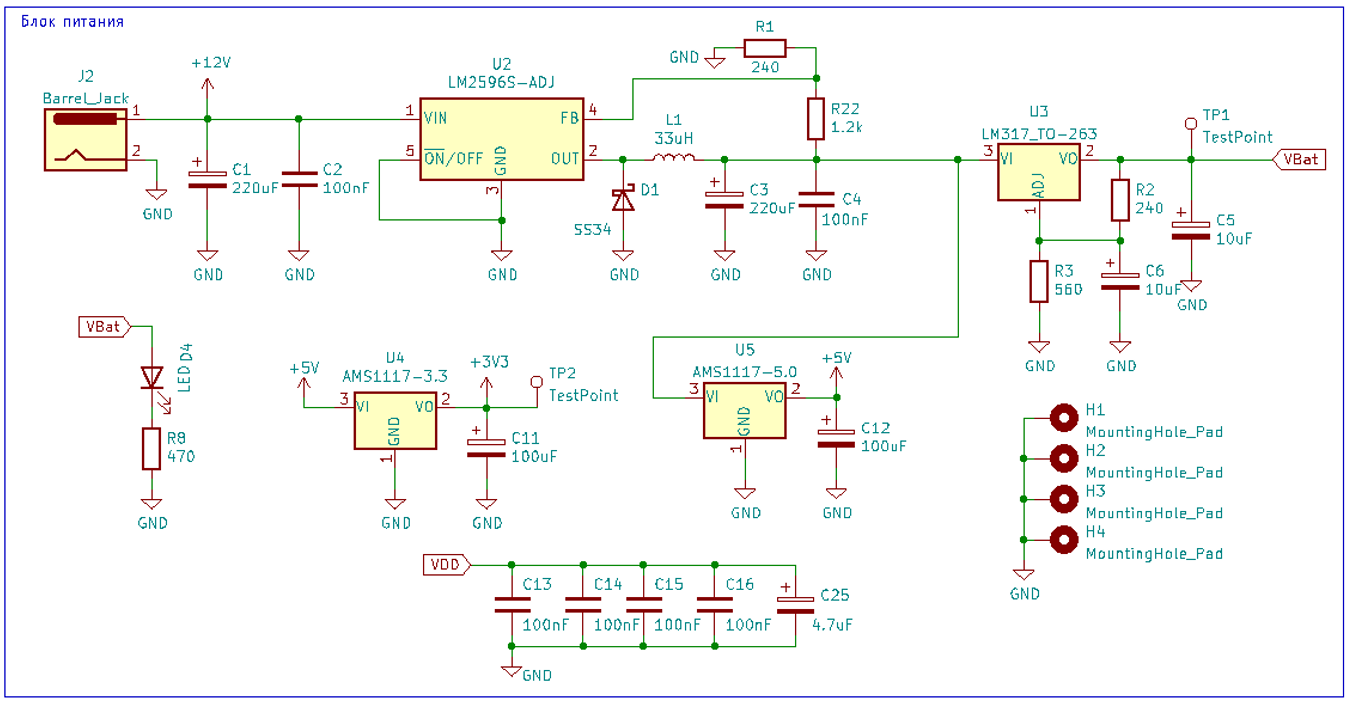 Блок питания
J2
Barrel_Jack
1
2
GND
+12V
C1
220uF
GND
C2
100nF
GND
U2
LM2596S-ADJ
1
VIN
FB
4
5
ON/OFF
GND
OUT
2
3
GND
GND
R1
240
R22
1.2k
L1
33uH
D1
SS34
GND
C3
220uF
GND
C4
100nF
GND
U3
LM317_TO-263
3
VI
VO
2
ADJ
1
TP1
TestPoint
VBat
R2
240
C5
10uF
GND
R3
560
GND
C6
10uF
GND
VBat
LED
D4
R8
470
GND
+5V
U4
AMS1117-3.3
3
VI
VO
2
GND
1
GND
+3V3
TP2
TestPoint
C11
100uF
GND
U5
AMS1117-5.0
3
VI
VO
2
GND
1
GND
+5V
C12
100uF
GND
H1
MountingHole_Pad
H2
MountingHole_Pad
H3
MountingHole_Pad
H4
MountingHole_Pad
GND
VDD
C13
100nF
C14
100nF
C15
100nF
C16
100nF
C25
4.7uF
GND